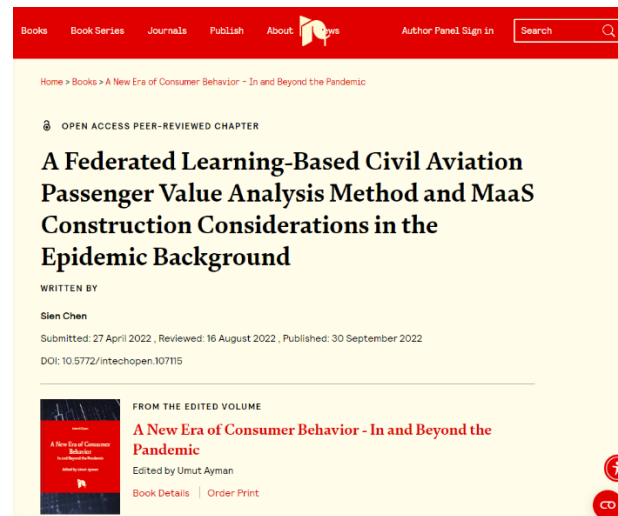 Books Book Series Journals Publish About News Author Panel Sign in Search
Home > Books > A New Era of Consumer Behavior - In and Beyond the Pandemic
OPEN ACCESS PEER-REVIEWED CHAPTER
A Federated Learning-Based Civil Aviation
Passenger Value Analysis Method and MaaS
Construction Considerations in the
Epidemic Background
WRITTEN BY
Sien Chen
Submitted: 27 April 2022 , Reviewed: 16 August 2022 , Published: 30 September 2022
DOI: 10.5772/intechopen.107115
FROM THE EDITED VOLUME
A New Era of Consumer Behavior - In and Beyond the
Pandemic
Edited by Umut Ayman
Book Details | Order Print
A New Era of Consumer
Behavior
In and Beyond the Pandemic
Edited by Umut Ayman